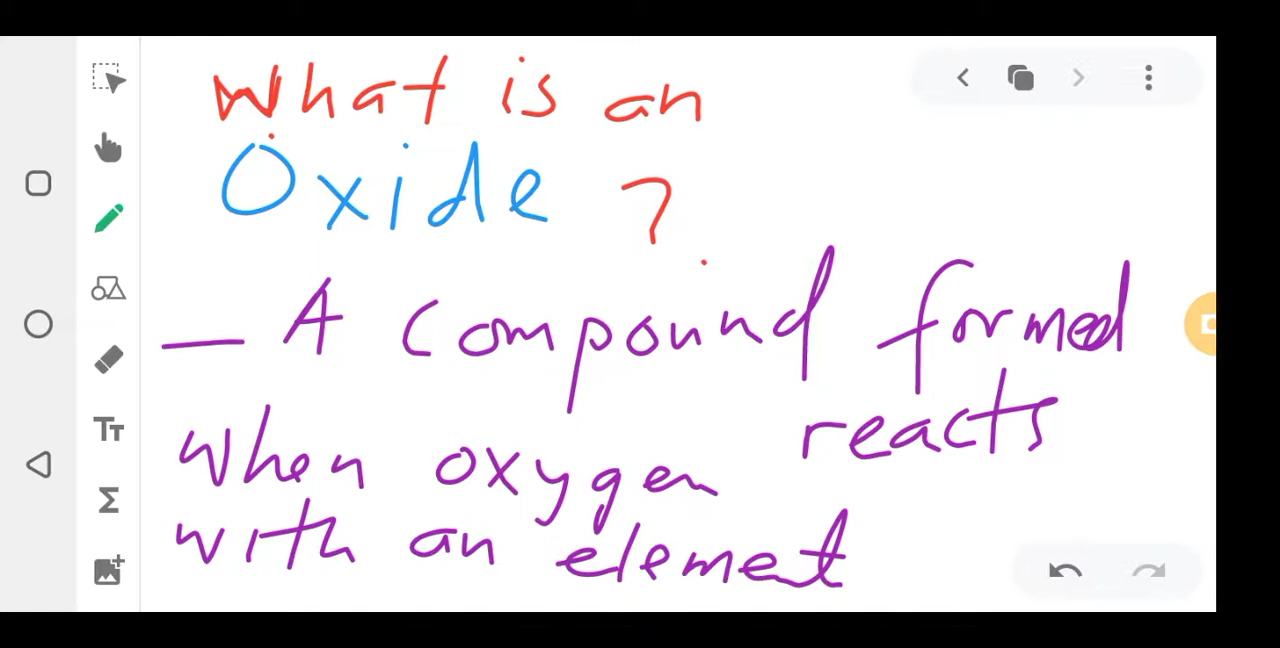 What is an
Oxide ?
— A compound formed
when oxygen reacts
with an element